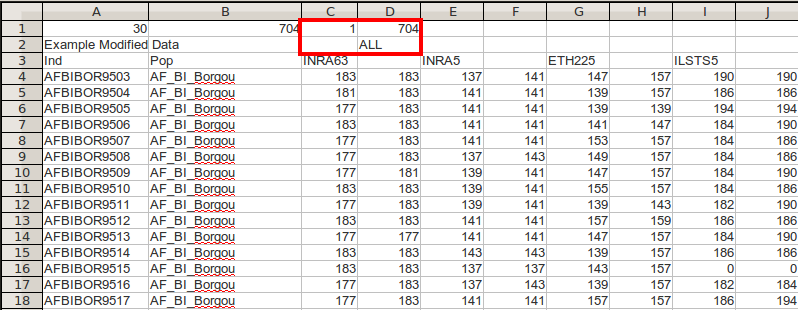 A B C D E F G H I J
1 30 704 1 704
2 Example Modified Data ALL
3 Ind Pop INRA63 INRA5 ETH225 ILSTS5
4 AFBIBOR9503 AF_BI_Borgou 183 183 137 141 147 157 190 190
5 AFBIBOR9504 AF_BI_Borgou 181 183 141 141 139 157 186 186
6 AFBIBOR9505 AF_BI_Borgou 177 183 141 141 139 139 194 194
7 AFBIBOR9506 AF_BI_Borgou 183 183 141 141 141 147 184 190
8 AFBIBOR9507 AF_BI_Borgou 177 183 141 141 153 157 184 186
9 AFBIBOR9508 AF_BI_Borgou 177 183 137 143 149 157 184 186
10 AFBIBOR9509 AF_BI_Borgou 177 181 139 141 147 157 184 190
11 AFBIBOR9510 AF_BI_Borgou 183 183 139 141 155 157 184 186
12 AFBIBOR9511 AF_BI_Borgou 177 183 139 141 139 143 182 190
13 AFBIBOR9512 AF_BI_Borgou 183 183 141 141 157 159 186 186
14 AFBIBOR9513 AF_BI_Borgou 177 177 141 141 147 157 184 190
15 AFBIBOR9514 AF_BI_Borgou 183 183 143 143 139 157 186 186
16 AFBIBOR9515 AF_BI_Borgou 183 183 137 137 143 157 0 0
17 AFBIBOR9516 AF_BI_Borgou 177 183 137 143 139 157 182 184
18 AFBIBOR9517 AF_BI_Borgou 177 183 141 141 157 157 186 194